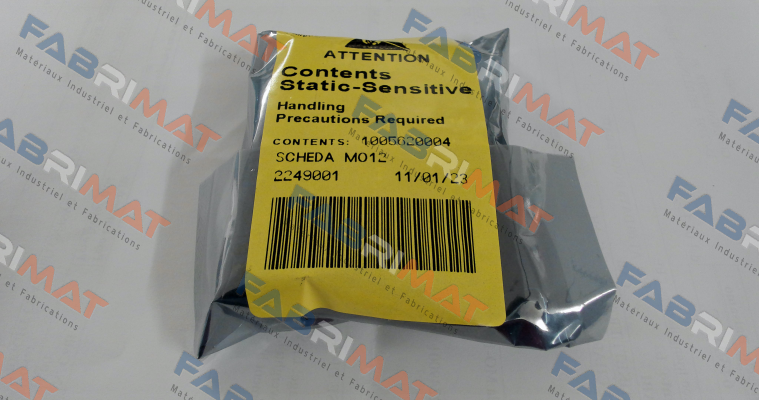 ATTENTION
Contents
Static-Sensitive
Handling
Precautions Required
CONTENTS: 1005620004
SCHEDA MO12
2249001 11/01/23
FABRIMAT
Matériaux Industriel et Fabrications